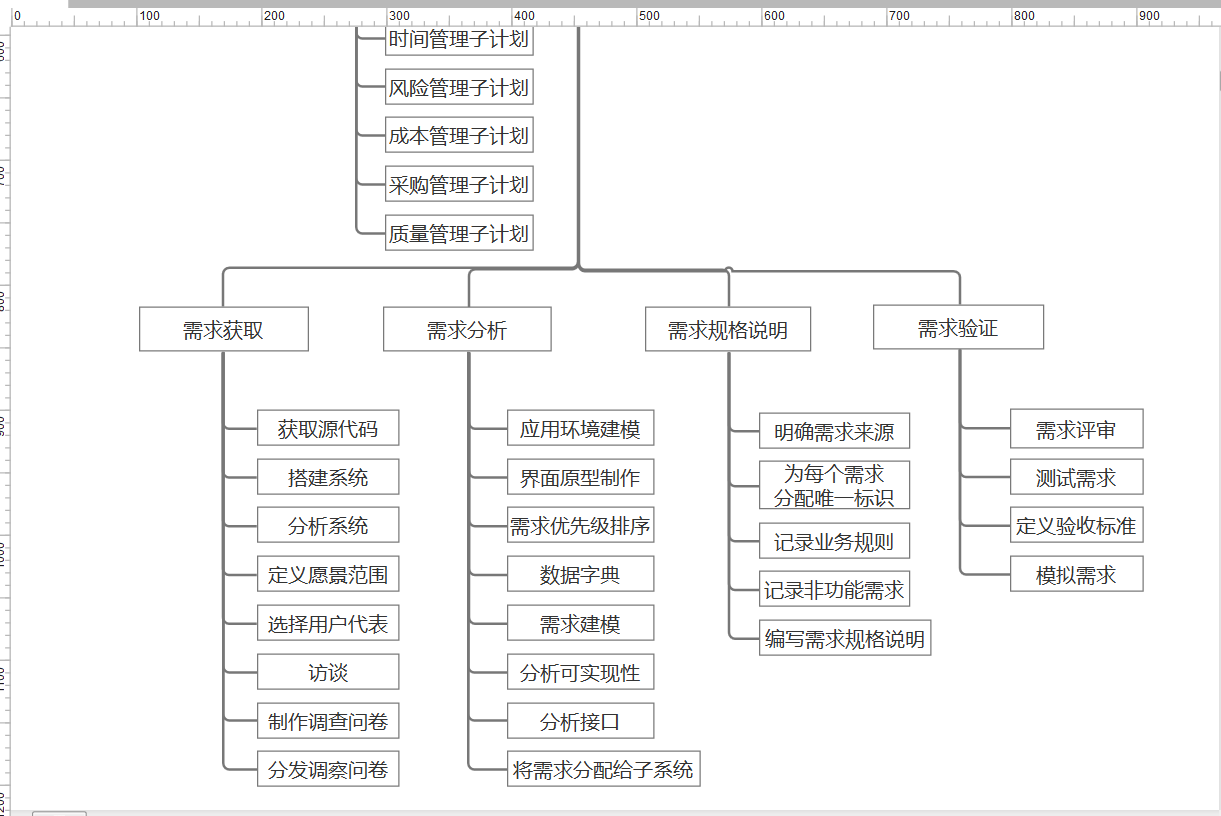 0 100 200 300 400 500 600 700 800 900
时间管理子计划
风险管理子计划
成本管理子计划
700
采购管理子计划
质量管理子计划
800
需求获取
需求分析
需求规格说明
需求验证
900
获取源代码
搭建系统
分析系统
定义愿景范围
选择用户代表
访谈
制作调查问卷
分发调察问卷
应用环境建模
界面原型制作
需求优先级排序
数据字典
需求建模
分析可实现性
分析接口
将需求分配给子系统
明确需求来源
为每个需求
分配唯一标识
记录业务规则
记录非功能需求
编写需求规格说明
需求评审
测试需求
定义验收标准
模拟需求
1000
1100
1200